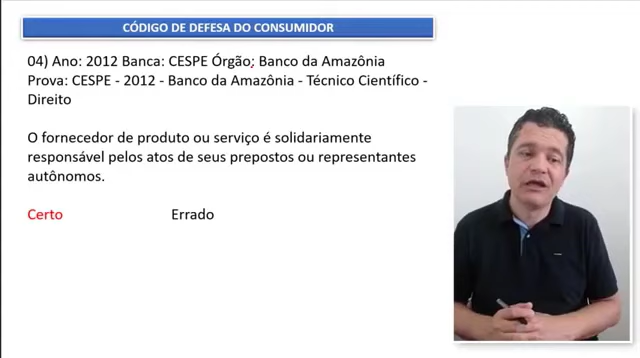 CÓDIGO DE DEFESA DO CONSUMIDOR
04) Ano: 2012 Banca: CESPE Órgão; Banco da Amazônia
Prova: CESPE - 2012 - Banco da Amazônia - Técnico Científico -
Direito
O fornecedor de produto ou serviço é solidariamente
responsável pelos atos de seus prepostos ou representantes
autônomos.
Certo Errado